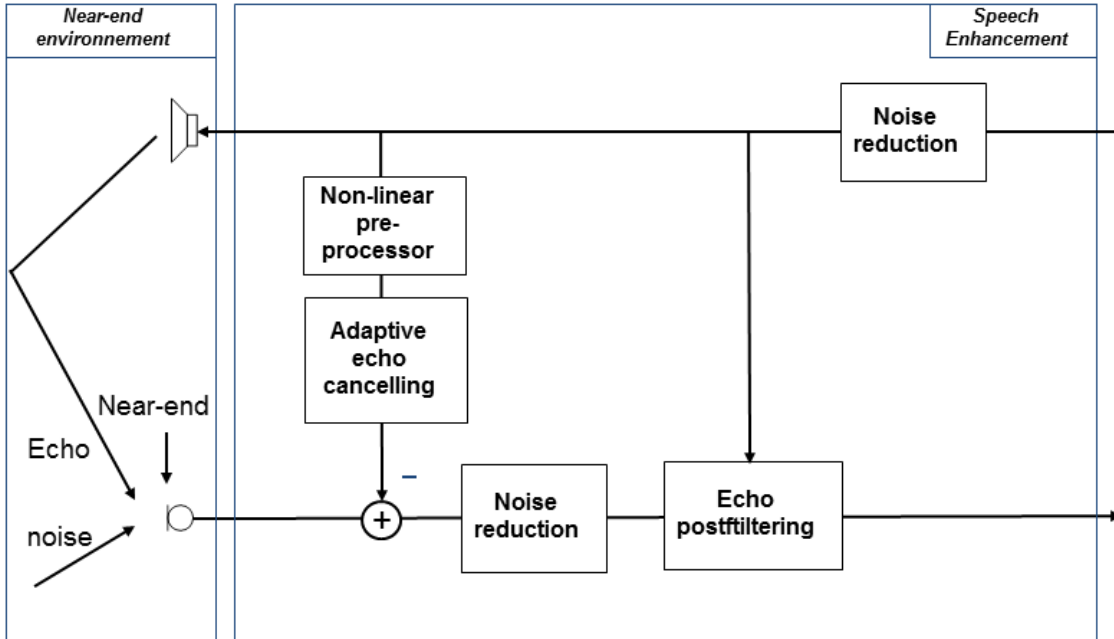 Near-end
environnement
Speech
Enhancement
Noise
reduction
Non-linear
pre-
processor
Adaptive
echo
cancelling
Near-end
Echo
noise
–
+
Noise
reduction
Echo
postftiltering